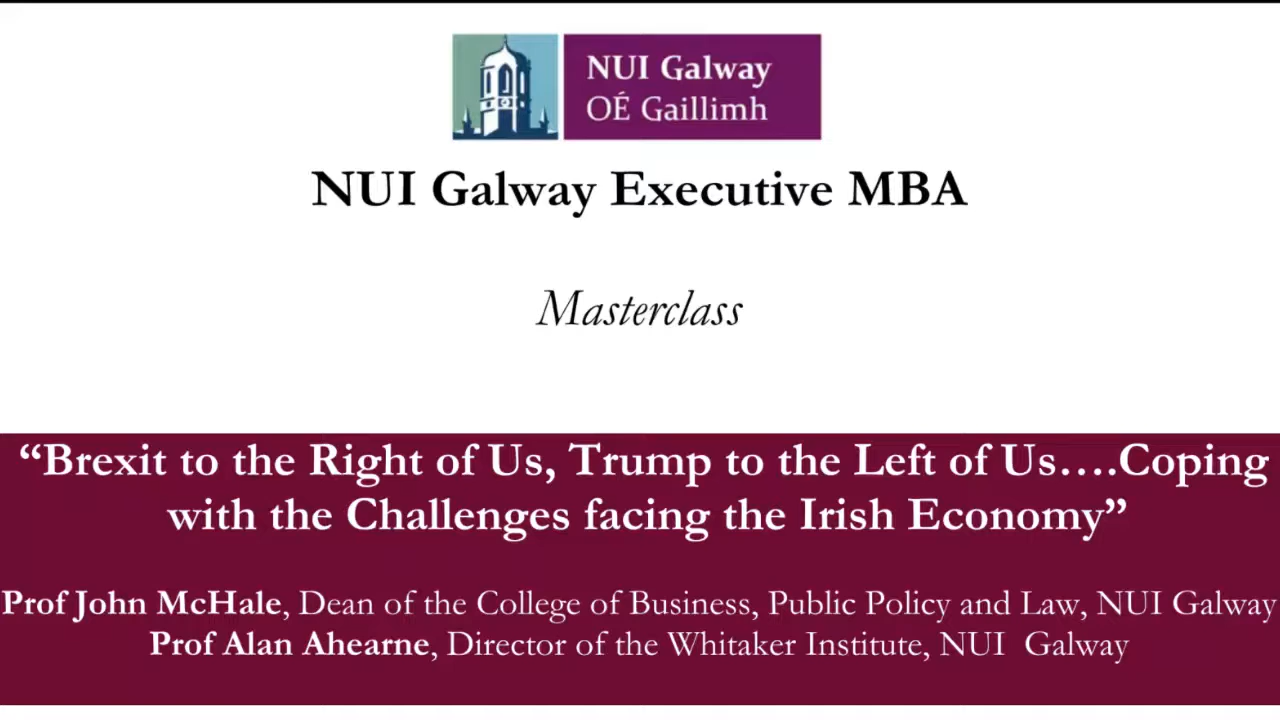 NUI Galway
OÉ Gaillimh
NUI Galway Executive MBA
Masterclass
“Brexit to the Right of Us, Trump to the Left of Us….Coping
with the Challenges facing the Irish Economy”
Prof John McHale, Dean of the College of Business, Public Policy and Law, NUI Galway
Prof Alan Ahearne, Director of the Whitaker Institute, NUI Galway